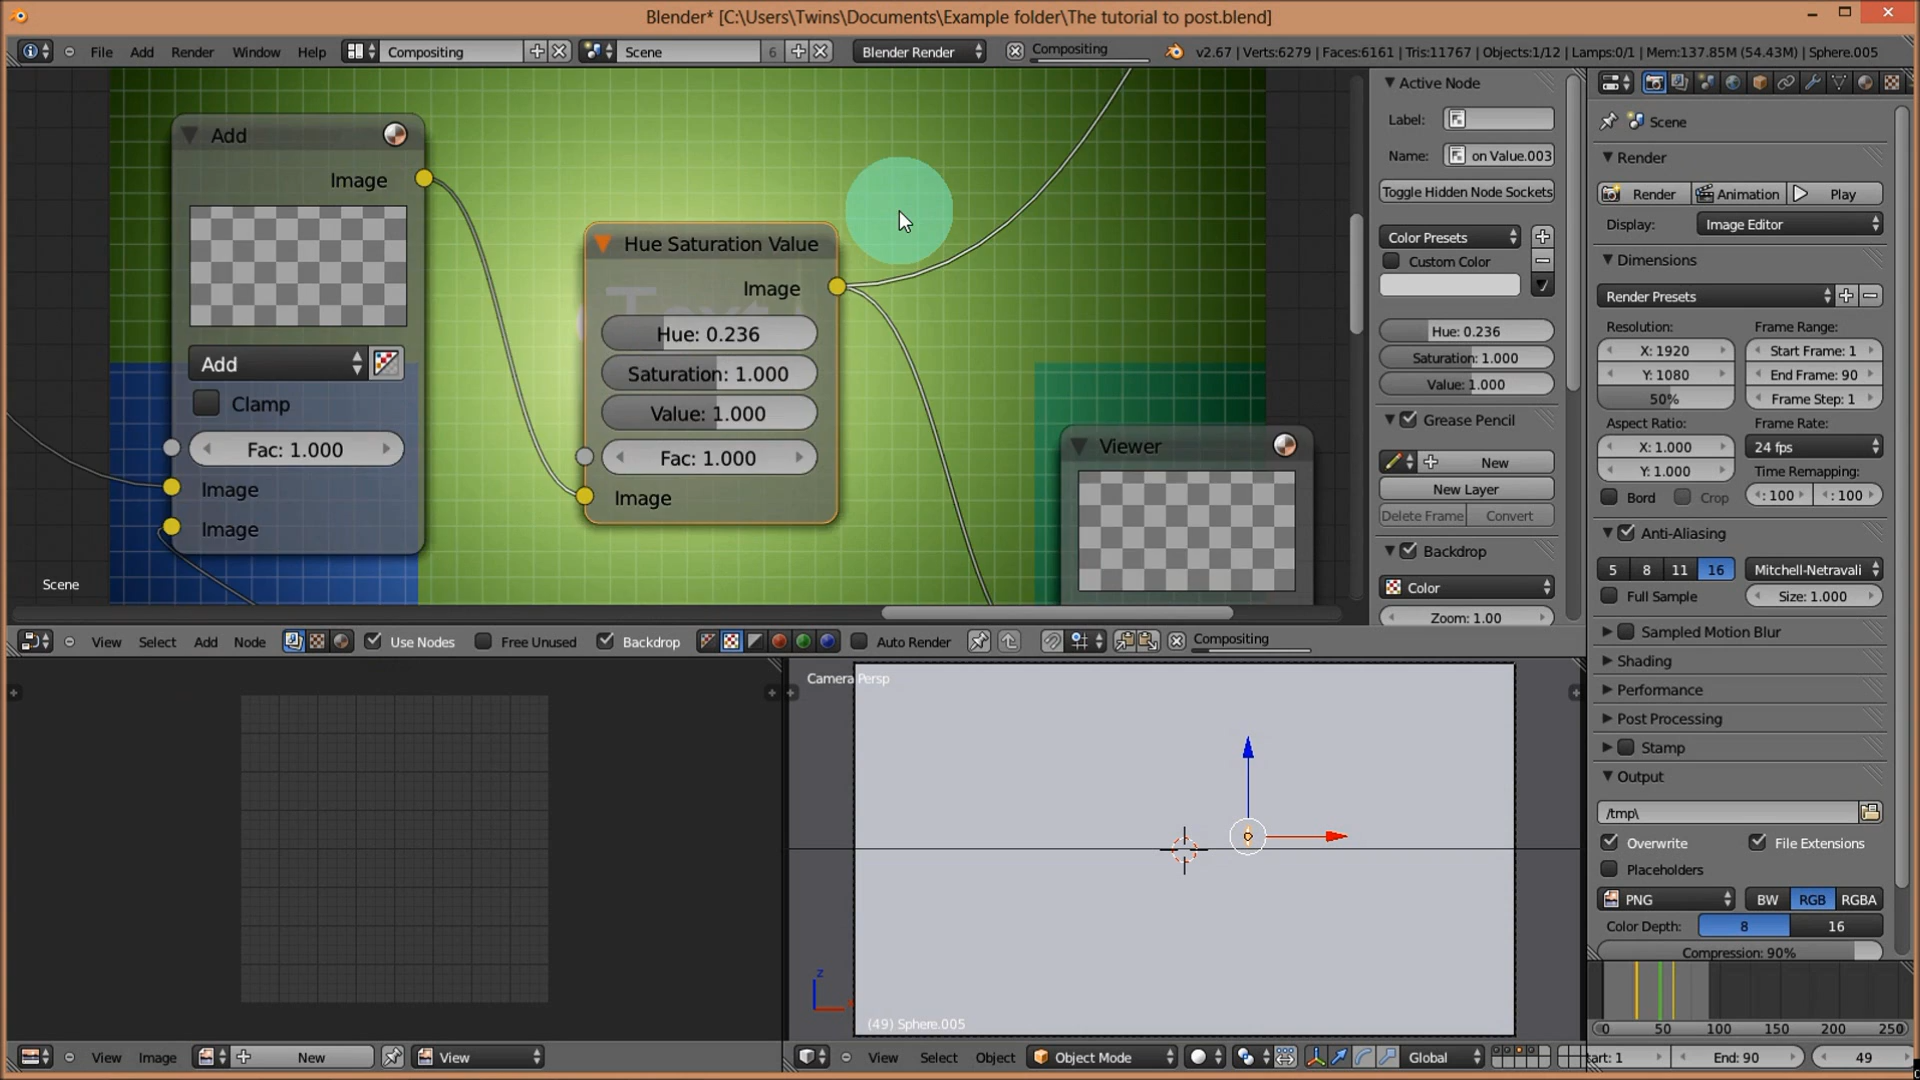 Blender* [C:\Users\Twins\Documents\Example folder\The tutorial to post.blend]
File Add Render Window Help Compositing Scene 6 Blender Render Compositing v2.67 | Verts:6279 | Faces:6161 | Tris:11767 | Objects:1/12 | Lamps:0/1 | Mem:137.85M (54.43M) | Sphere.005
Add
Image
Add
Clamp
Fac: 1.000
Image
Image
Scene
Hue Saturation Value
Image
Text
Hue: 0.236
Saturation: 1.000
Value: 1.000
Fac: 1.000
Image
Viewer
Active Node
Label:
Name: on Value.003
Toggle Hidden Node Sockets
Color Presets
Custom Color
Hue: 0.236
Saturation: 1.000
Value: 1.000
Grease Pencil
New
New Layer
Delete Frame Convert
Backdrop
Color
Zoom: 1.00
View Select Add Node Use Nodes Free Unused Backdrop Auto Render Compositing
Camera Persp
z
(49) Sphere.005
View Image New View
View Select Object Object Mode Global
Scene
Render
Render Animation Play
Display: Image Editor
Dimensions
Render Presets
Resolution: Frame Range:
X: 1920 Start Frame: 1
Y: 1080 End Frame: 90
50% Frame Step: 1
Aspect Ratio: Frame Rate:
X: 1.000 24 fps
Y: 1.000 Time Remapping:
Bord Crop : 100 : 100
Anti-Aliasing
5 8 11 16 Mitchell-Netravali
Full Sample Size: 1.000
Sampled Motion Blur
Shading
Performance
Post Processing
Stamp
Output
/tmp\
Overwrite File Extensions
Placeholders
PNG BW RGB RGBA
Color Depth: 8 16
Compression: 90%
0 50 100 150 200 250
art: 1 End: 90 49